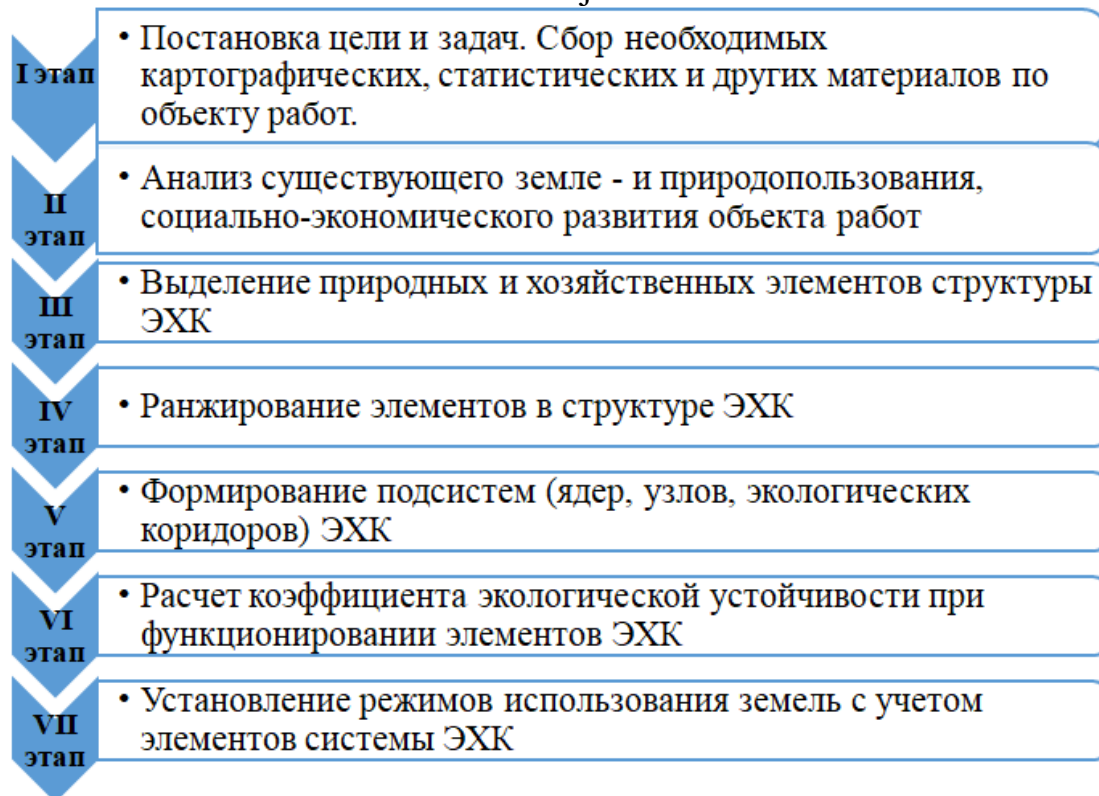 I этап
• Постановка цели и задач. Сбор необходимых
картографических, статистических и других материалов по
объекту работ.
II
этап
• Анализ существующего земле - и природопользования,
социально-экономического развития объекта работ
III
этап
• Выделение природных и хозяйственных элементов структуры
ЭХК
IV
этап
• Ранжирование элементов в структуре ЭХК
V
этап
• Формирование подсистем (ядер, узлов, экологических
коридоров) ЭХК
VI
этап
• Расчет коэффициента экологической устойчивости при
функционировании элементов ЭХК
VII
этап
• Установление режимов использования земель с учетом
элементов системы ЭХК